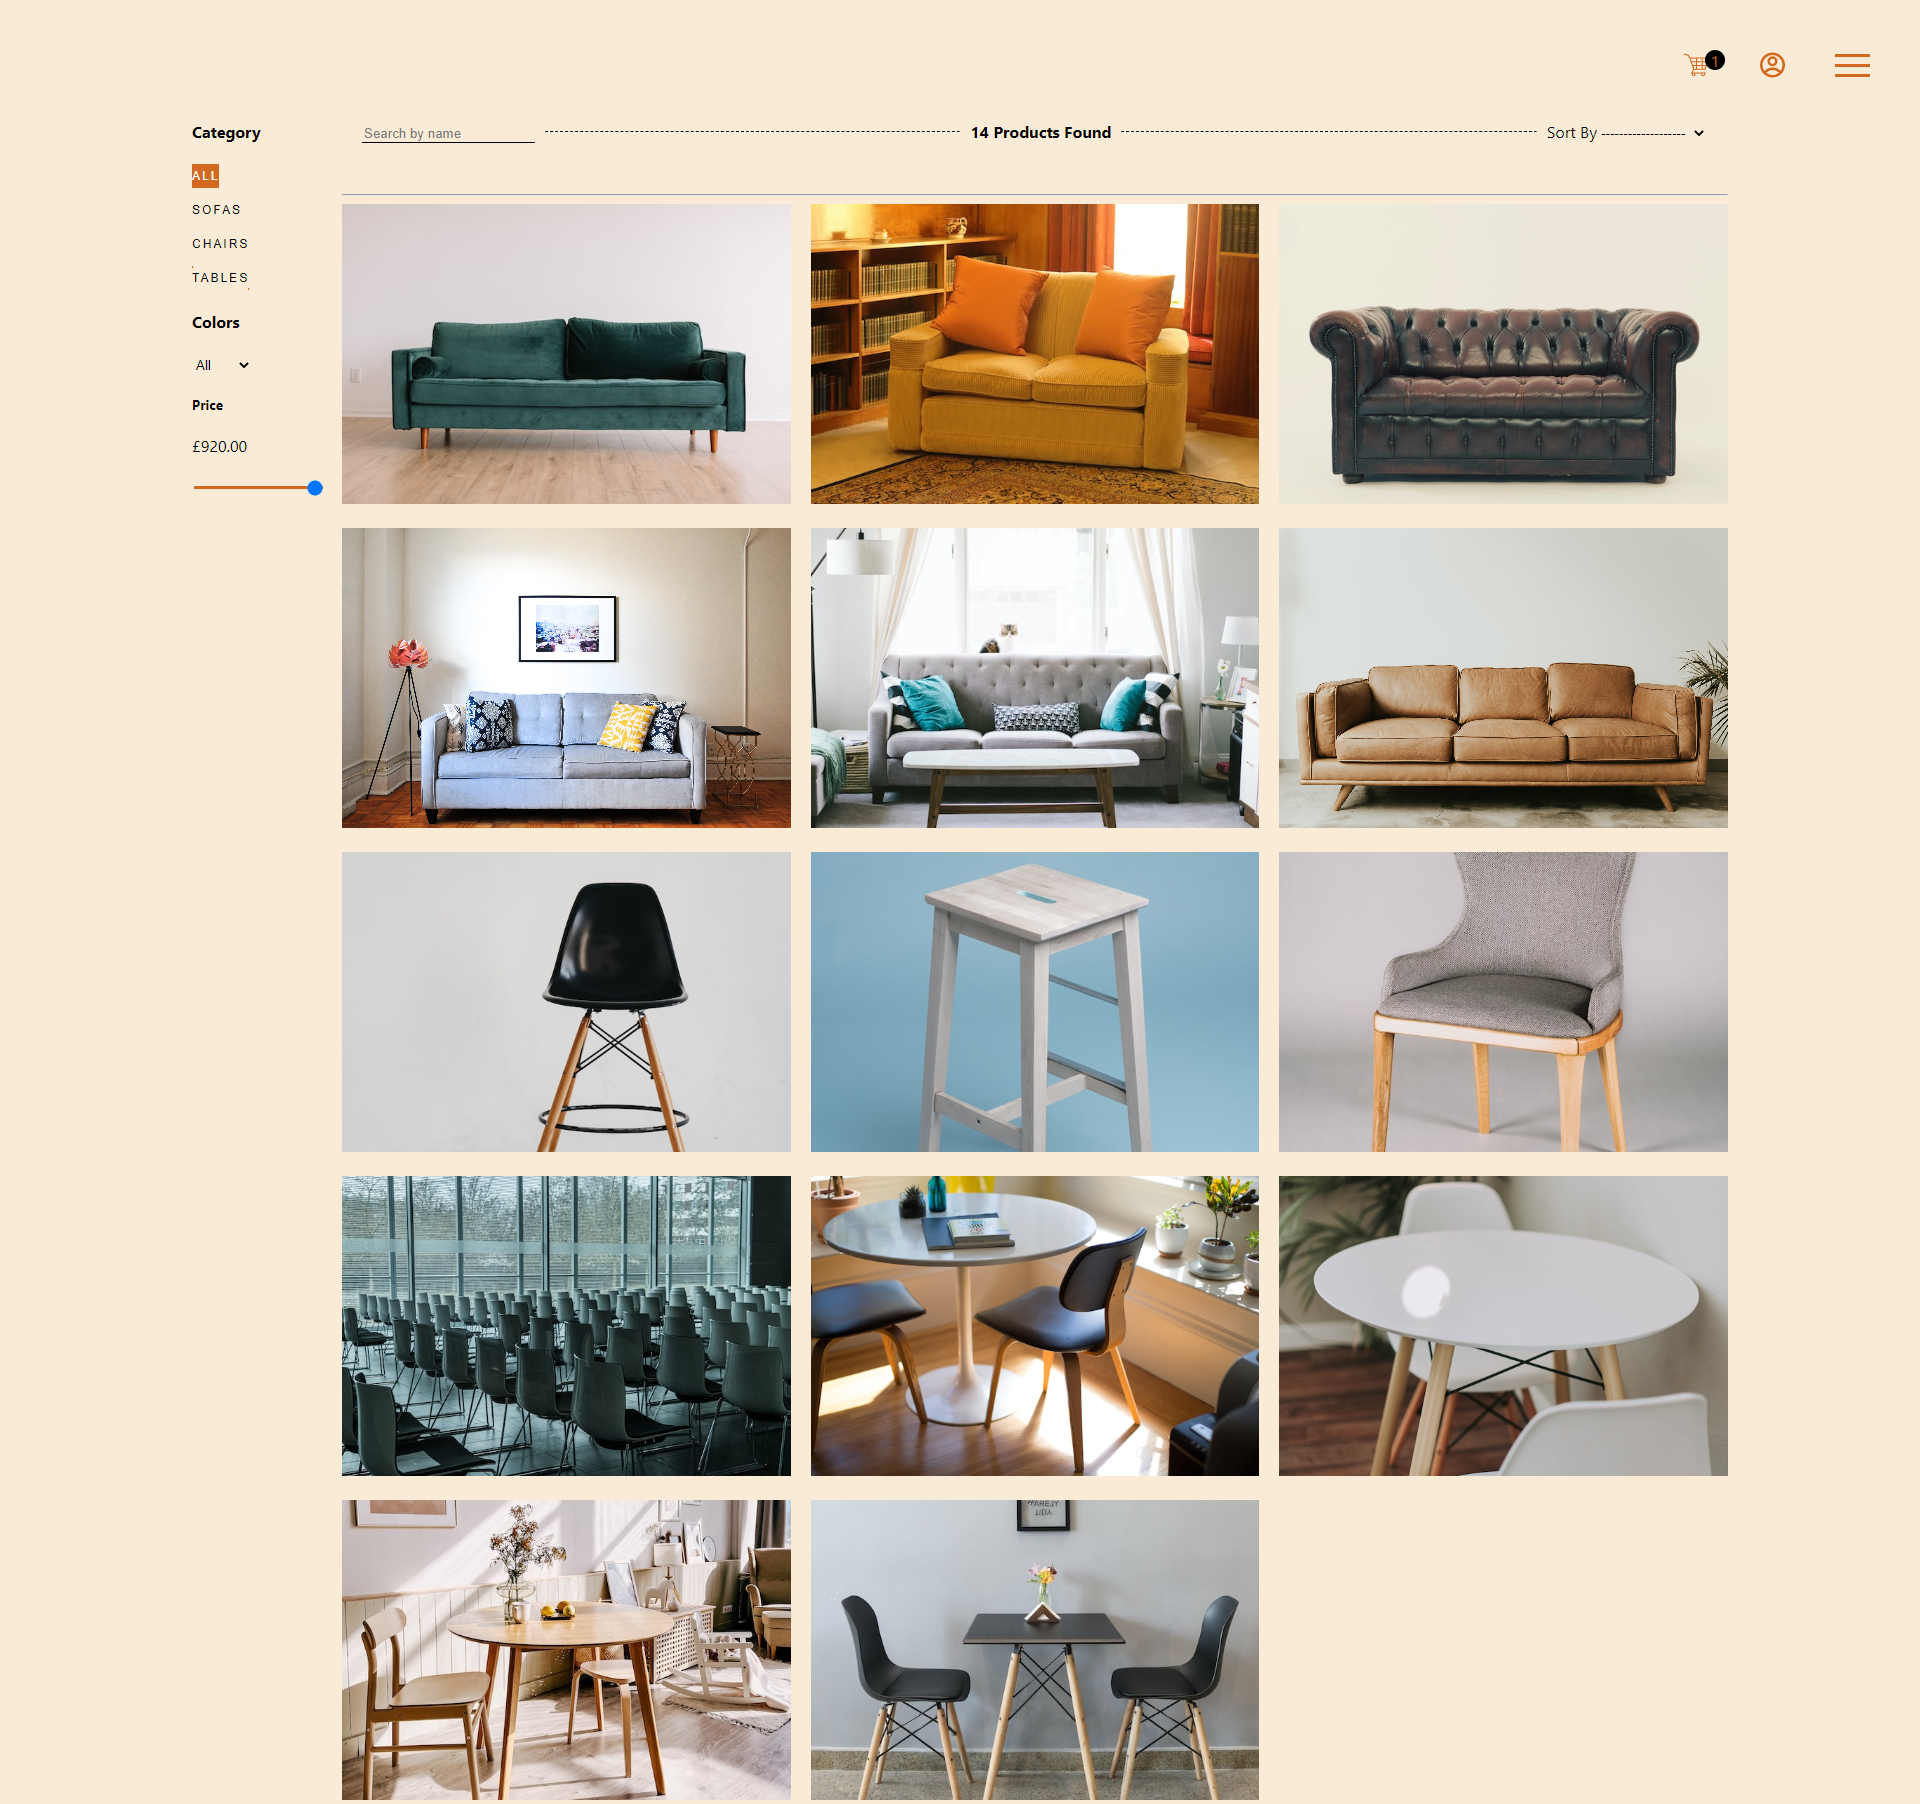 1
Category
Search by name
14 Products Found
Sort By -------------------
ALL
SOFAS
CHAIRS
TABLES
Colors
All
Price
£920.00